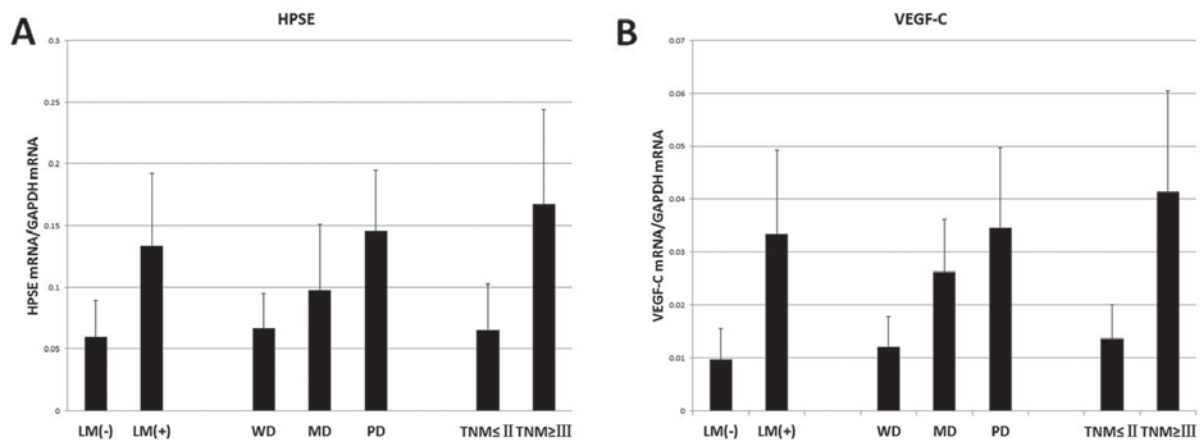 A
HPSE
HPSE mRNA/GAPDH mRNA
0.3
0.25
0.2
0.15
0.1
0.05
0
LM(-) LM(+) WD MD PD TNM≤Ⅱ TNM≥Ⅲ
B
VEGF-C
VEGF-C mRNA/GAPDH mRNA
0.07
0.06
0.05
0.04
0.03
0.02
0.01
0.000
LM(-) LM(+) WD MD PD TNM≤Ⅱ TNM≥Ⅲ